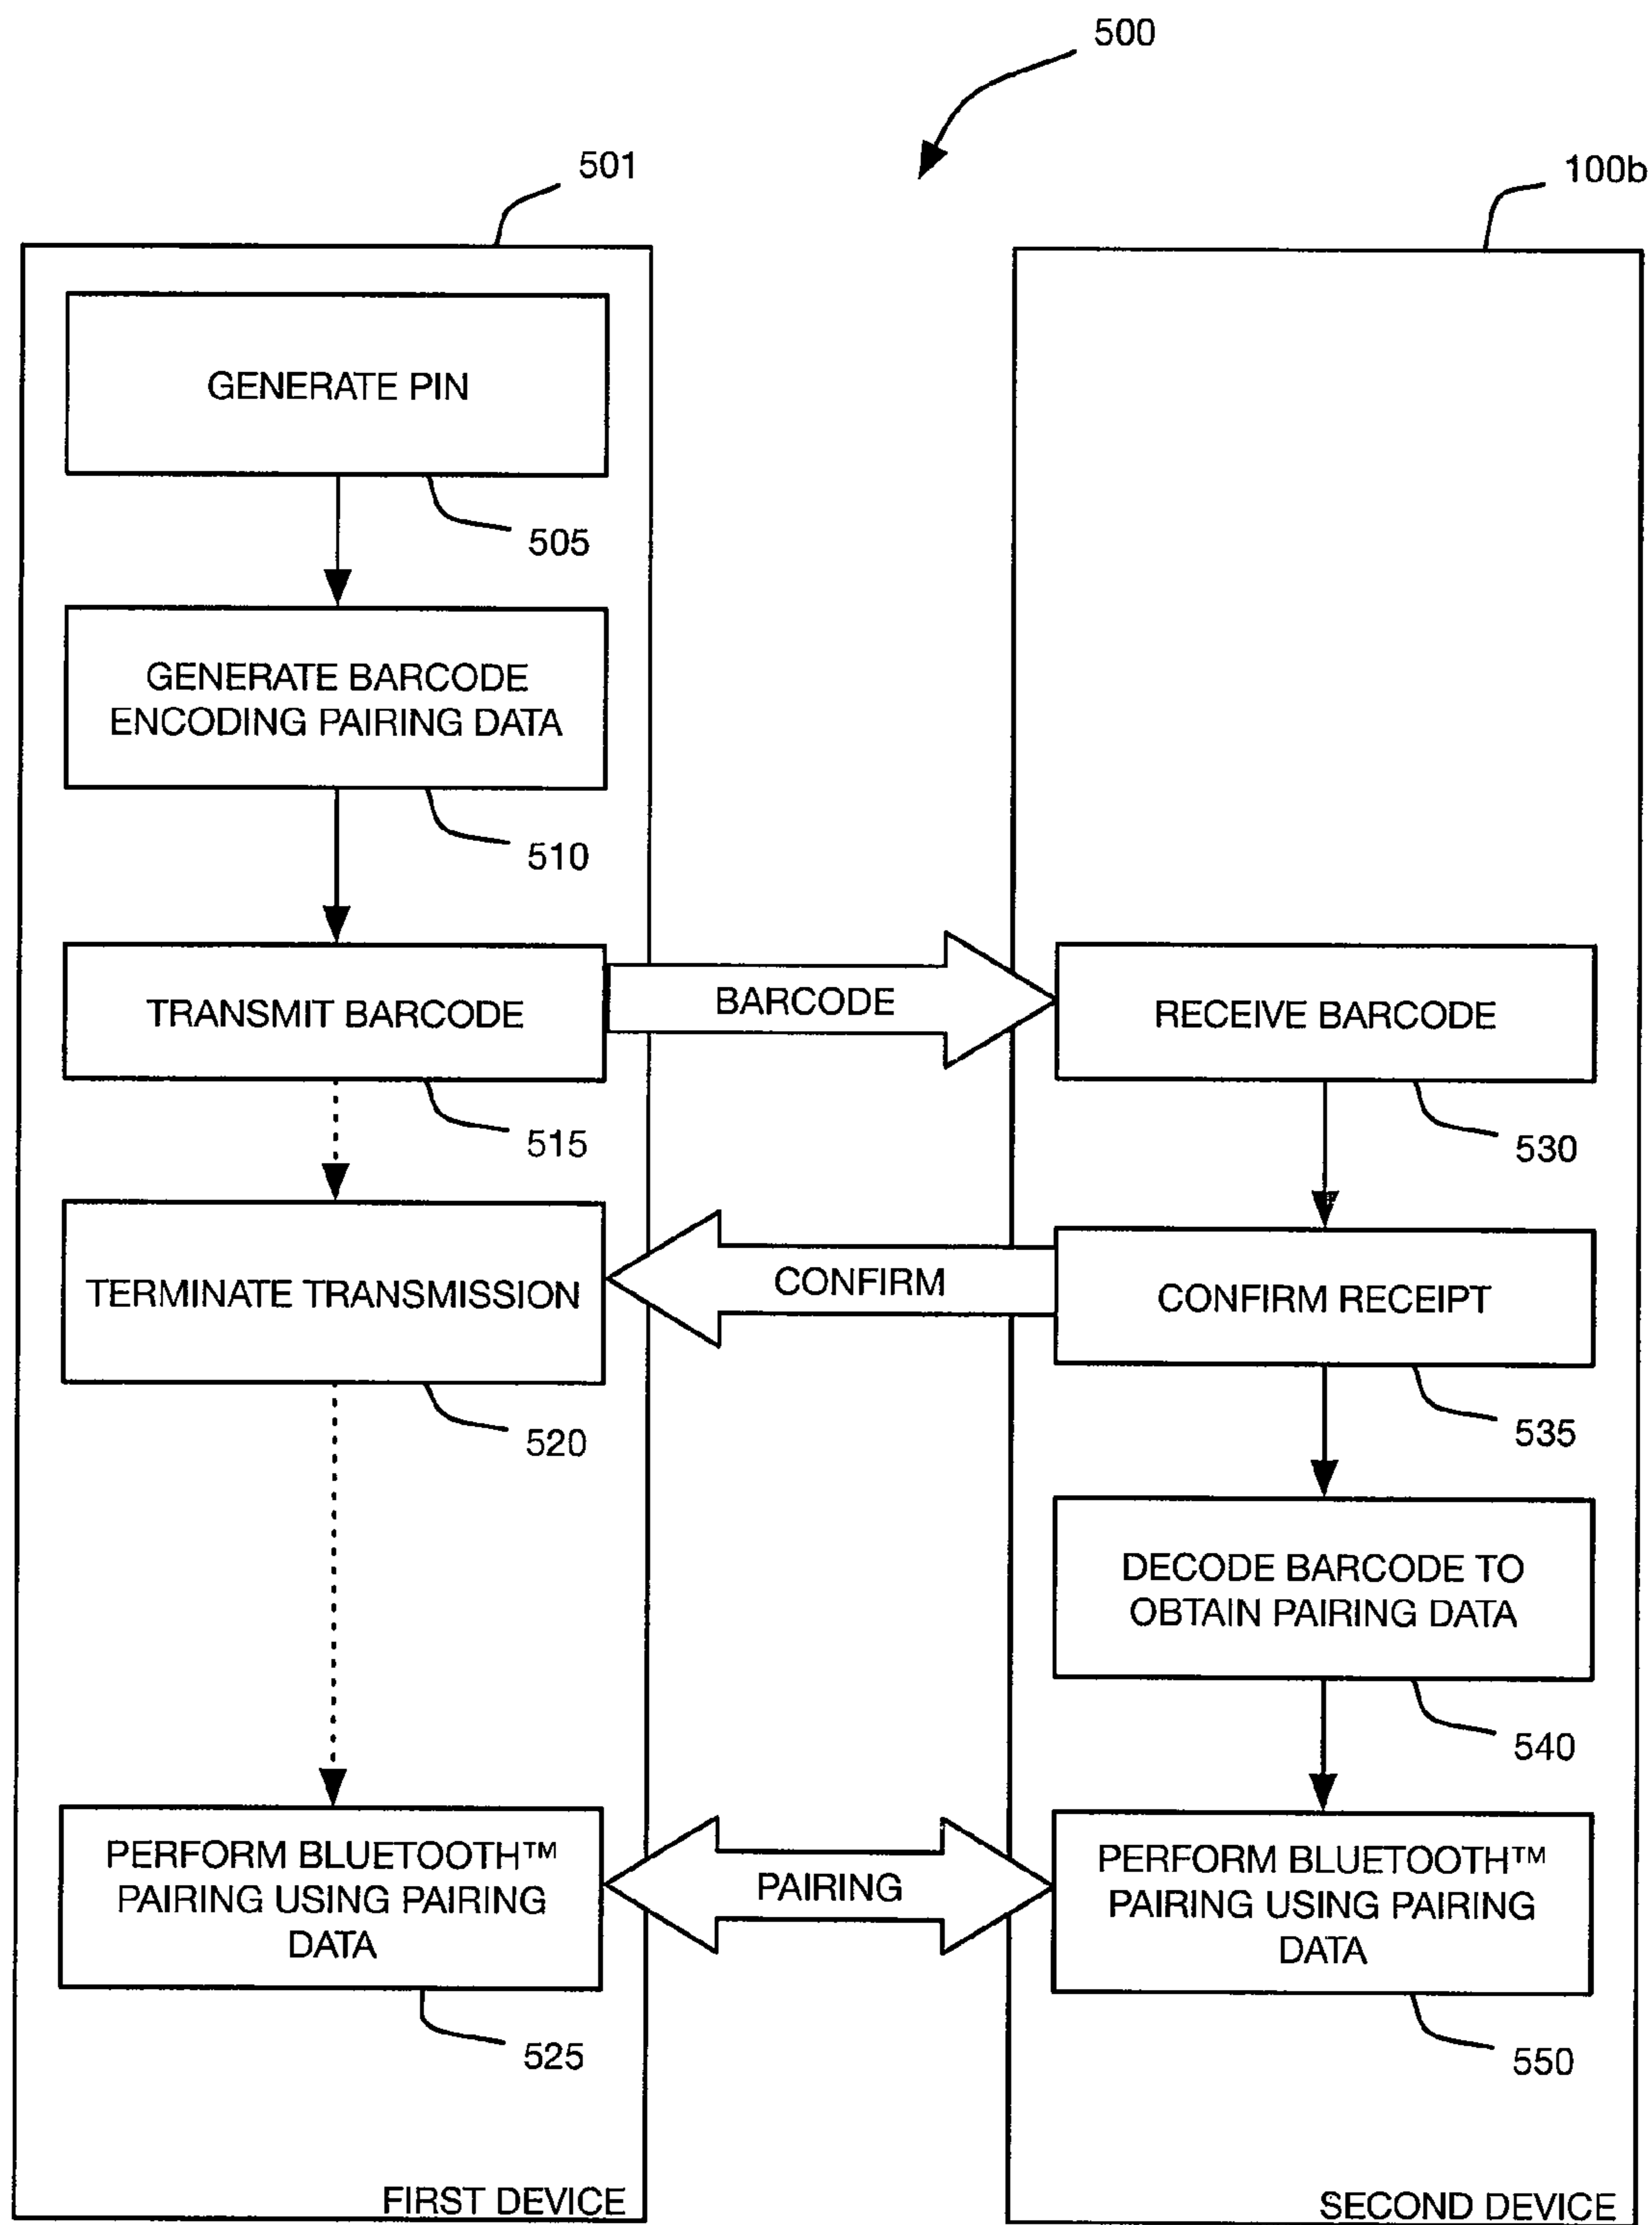 500
501
100b
GENERATE PIN
505
GENERATE BARCODE
ENCODING PAIRING DATA
510
TRANSMIT BARCODE
BARCODE
RECEIVE BARCODE
515
530
TERMINATE TRANSMISSION
CONFIRM
CONFIRM RECEIPT
520
535
DECODE BARCODE TO
OBTAIN PAIRING DATA
540
PERFORM BLUETOOTH™
PAIRING USING PAIRING
DATA
PAIRING
PERFORM BLUETOOTH™
PAIRING USING PAIRING
DATA
525
550
FIRST DEVICE
SECOND DEVICE